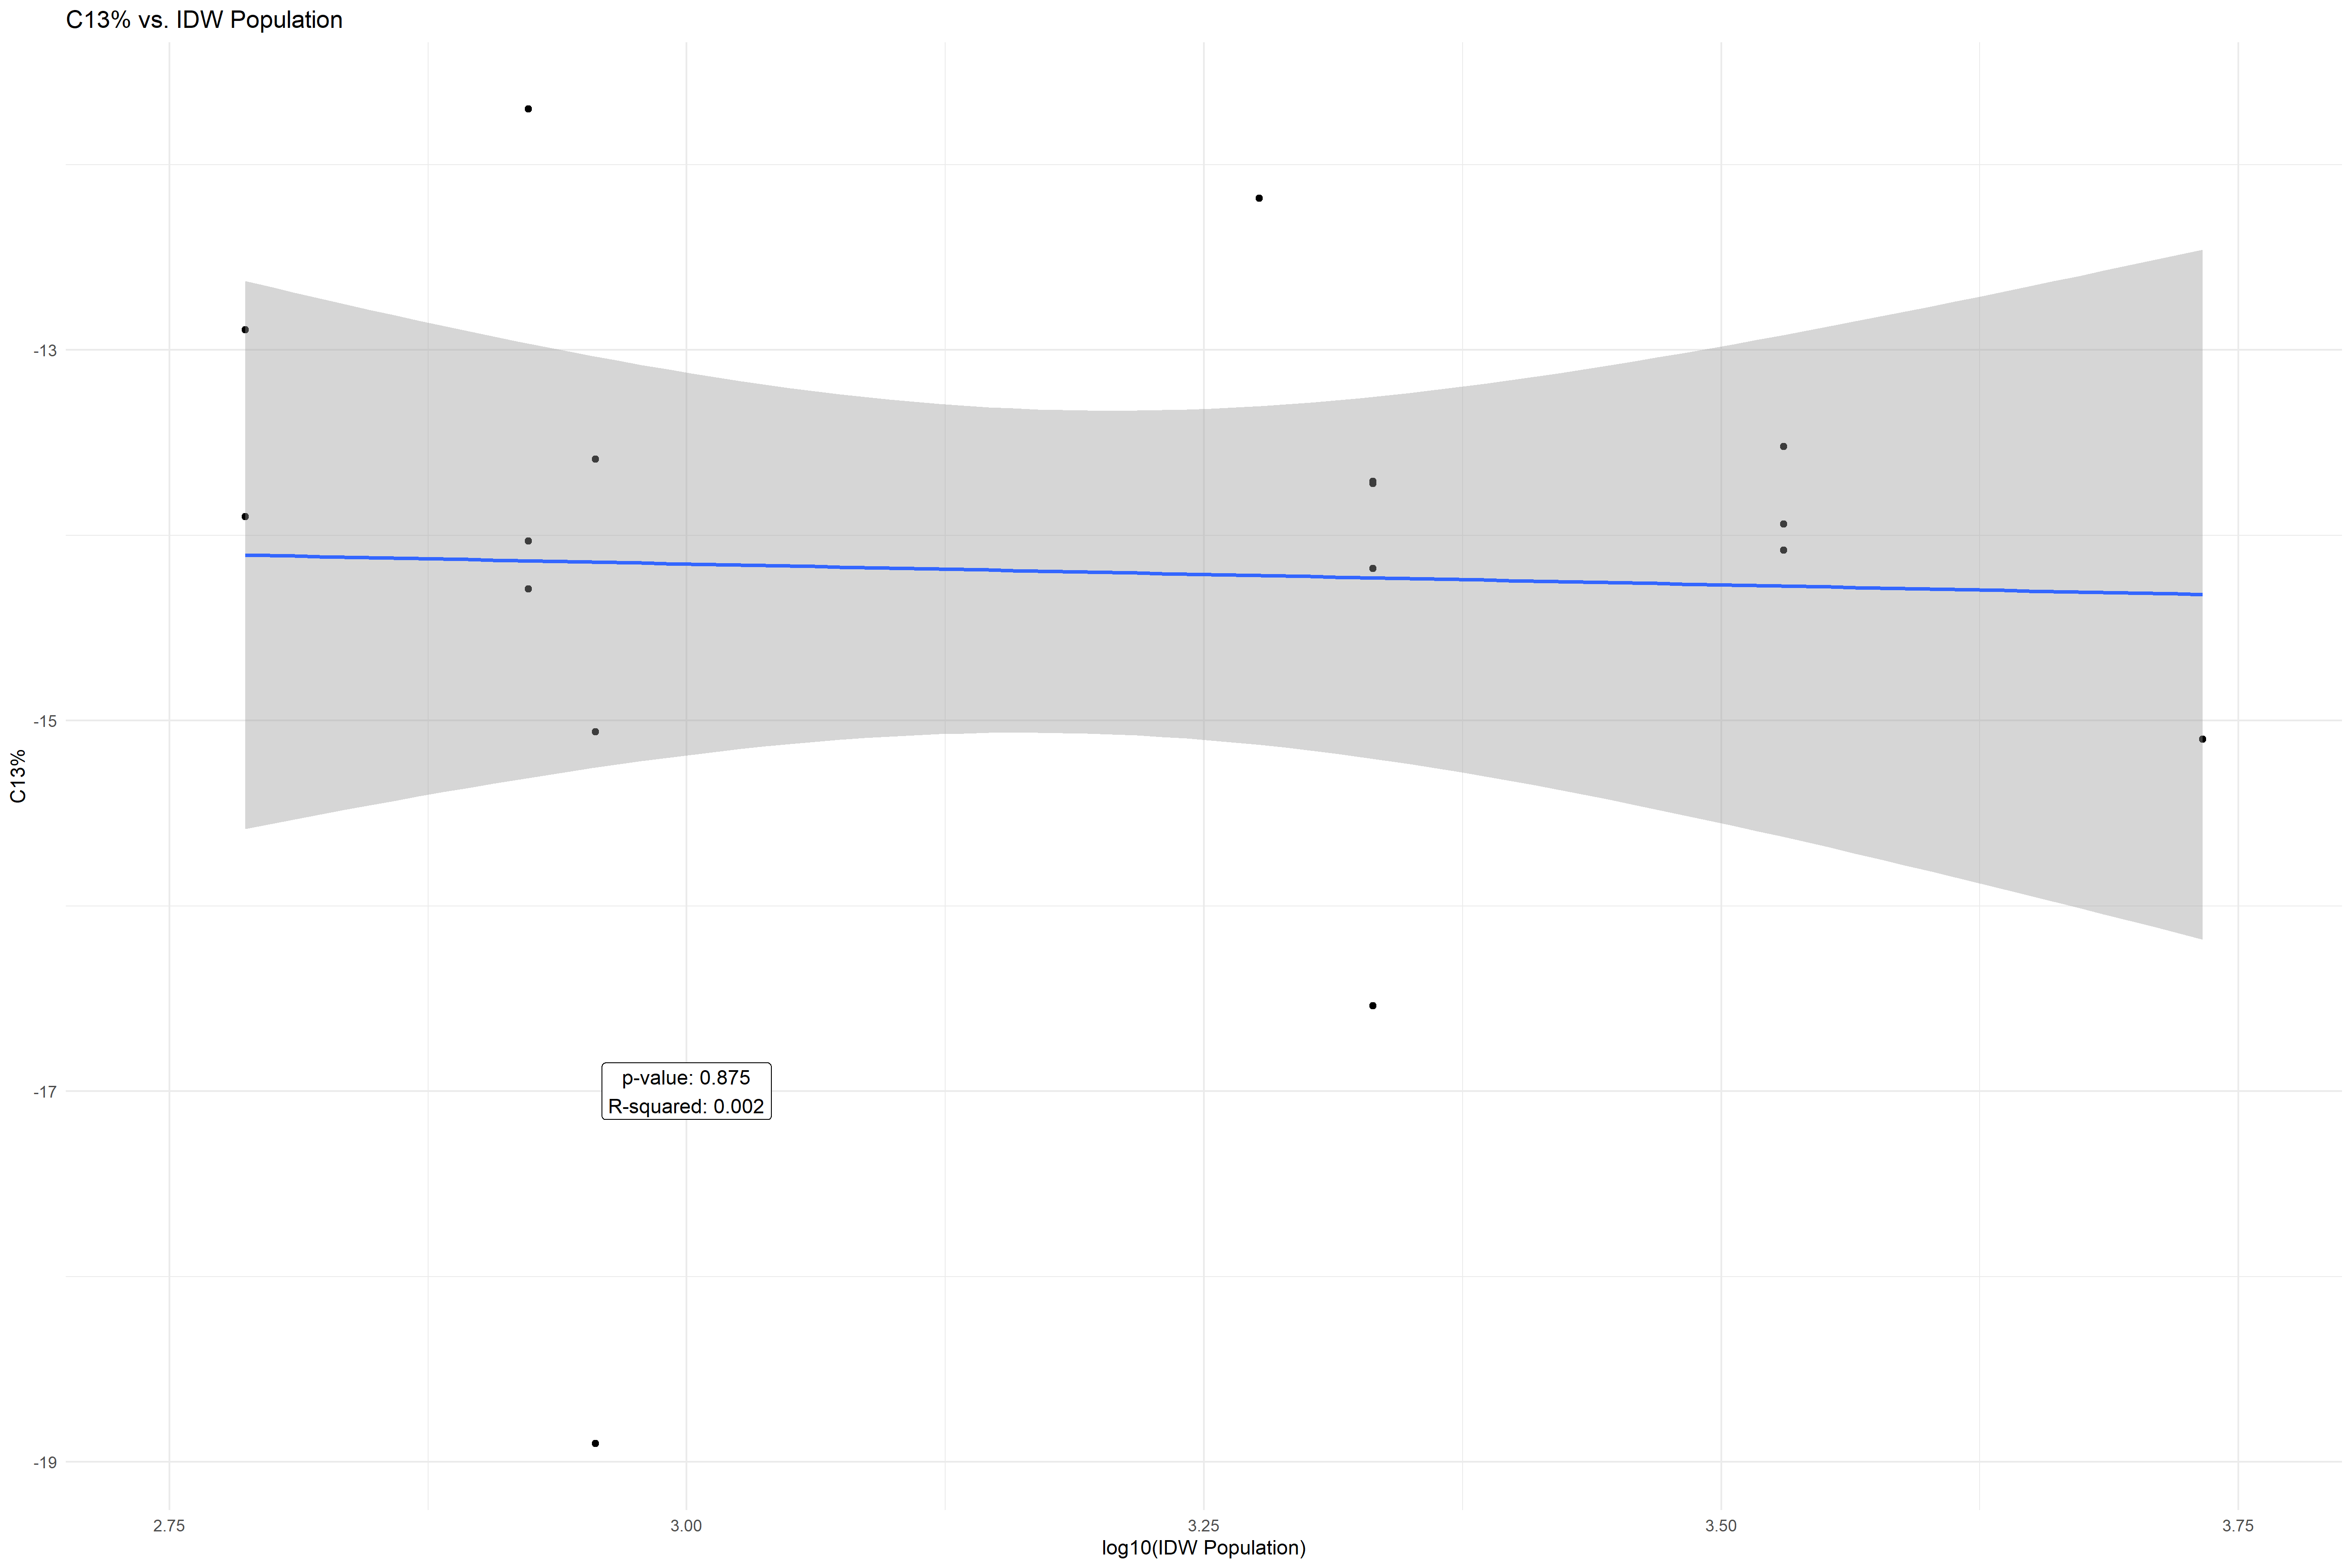 C13% vs. IDW Population
-13
-15
-17
-19
C13%
p-value: 0.875
R-squared: 0.002
2.75
3.00
3.25
3.50
3.75
log10(IDW Population)